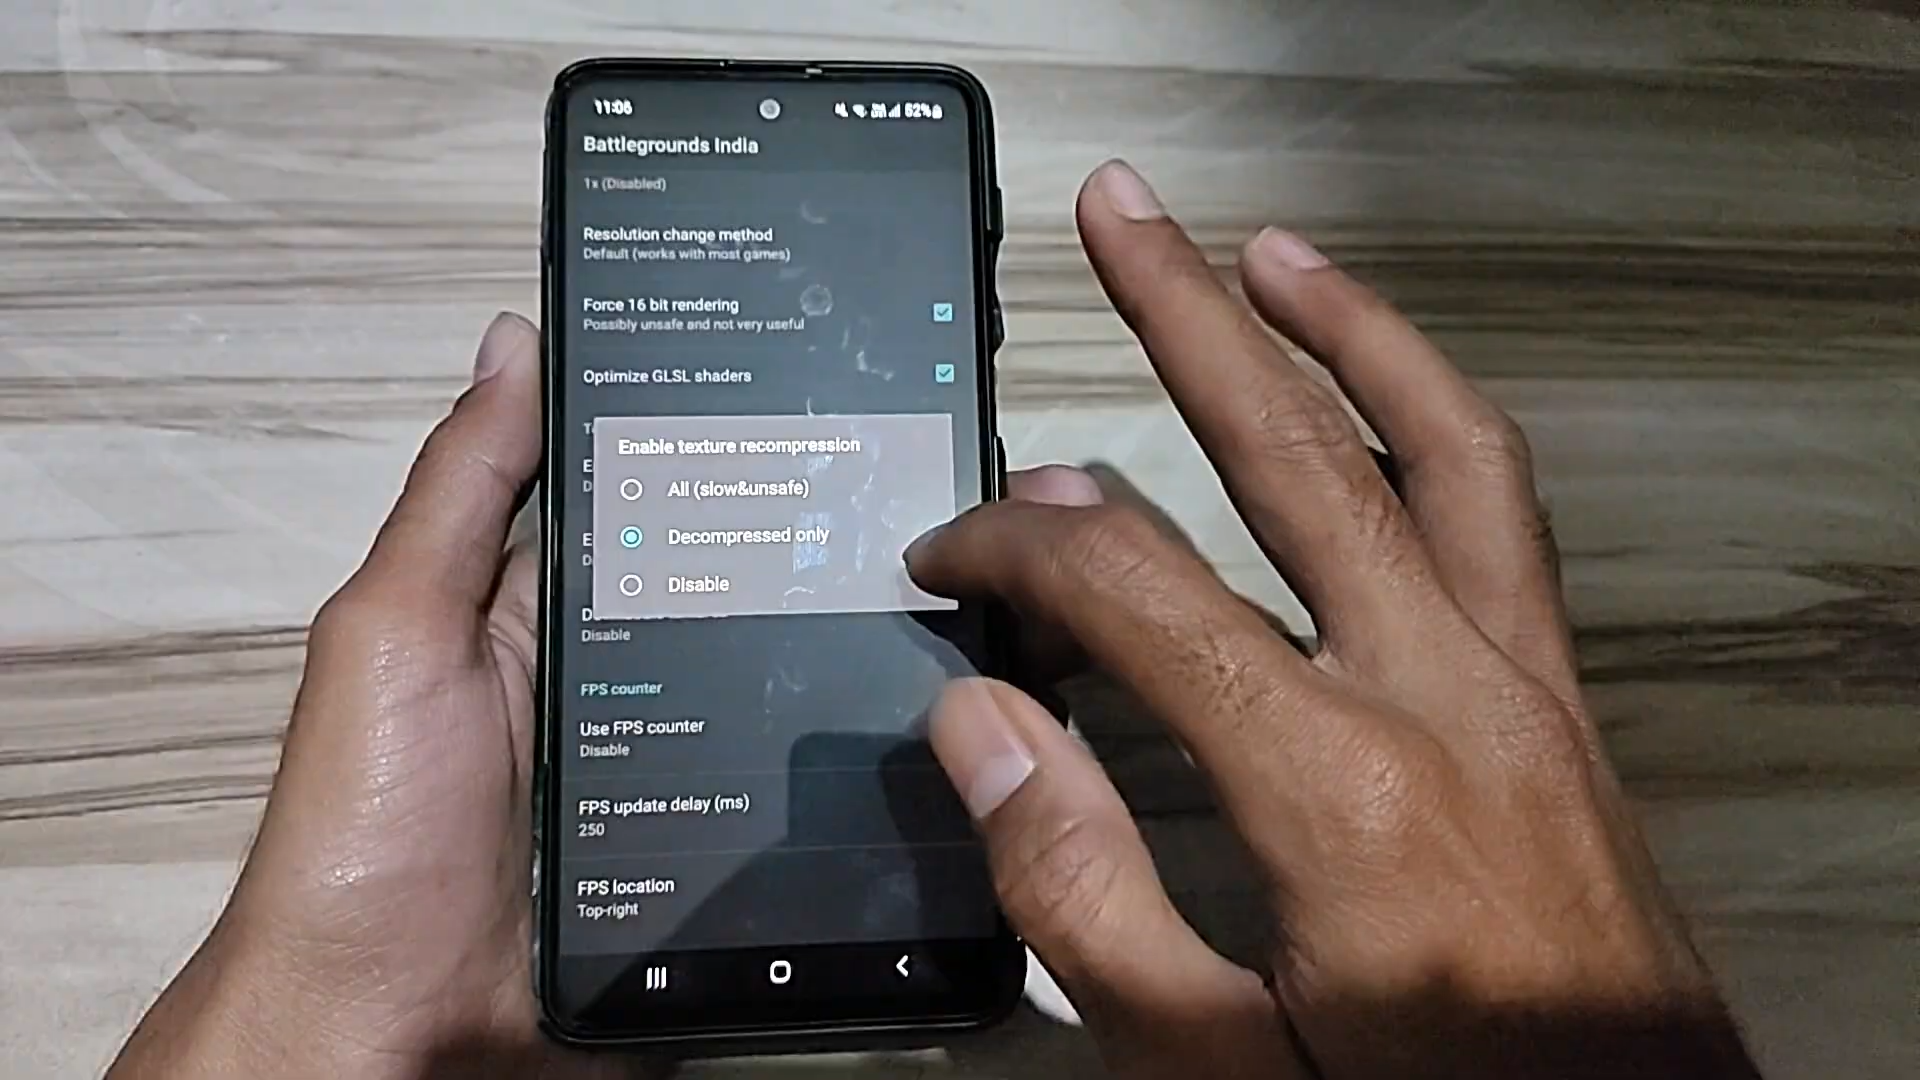 11:06
62%
Battlegrounds India
1x (Disabled)
Resolution change method
Default (works with most games)
Force 16 bit rendering
Possibly unsafe and not very useful
Optimize GLSL shaders
Enable texture recompression
All (slow&unsafe)
Decompressed only
Disable
Disable
FPS counter
Use FPS counter
Disable
FPS update delay (ms)
250
FPS location
Top-right